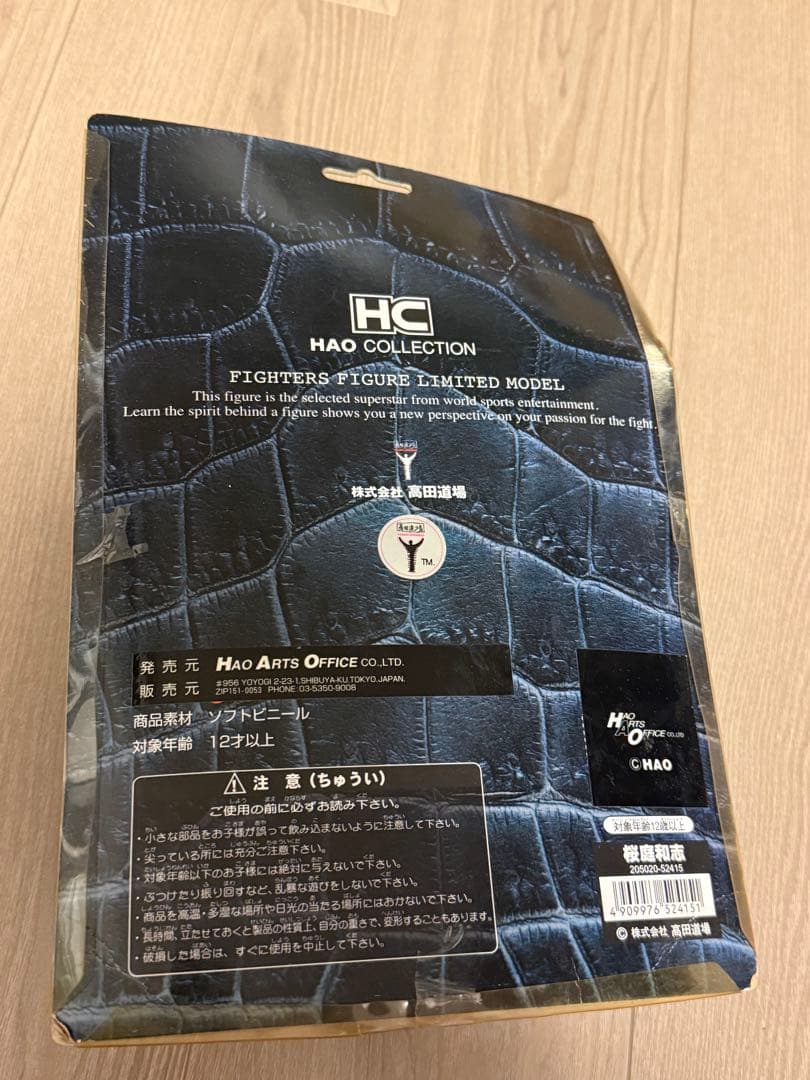 HC
HAO COLLECTION
FIGHTERS FIGURE LIMITED MODEL
This figure is the selected superstar from world sports entertainment.
Learn the spirit behind a figure shows you a new perspective on your passion for the fight.
株式会社 高田道場
TM.
発売元 HAO ARTS OFFICE CO.,LTD.
販売元 #956 YOYOGI 2-23-1.SHIBUYA-KU.TOKYO.JAPAN.
ZIP151-0053 PHONE:03-5350-9008
商品素材 ソフトビニール
対象年齢 12才以上
注意(ちゅうい)
ご使用の前に必ずお読み下さい。
・小さな部品をお子様が誤って飲み込まないように注意して下さい。
・尖っている所には充分ご注意下さい。
・対象年齢以下のお子様には絶対に与えないで下さい。
・ぶつけたり振り回すなど、乱暴な遊びをしないで下さい。
・商品を高温・多湿な場所や日光の当たる場所にはおかないで下さい。
・長時間、立たせておくと製品の性質上、自分の重さで、変形することもあります。
・破損した場合は、すぐに使用を中止して下さい。
HAO
ARTS
OFFICE CO.,LTD
©HAO
対象年齢12歳以上
桜庭和志
205020-52415
4 909976 524151
© 株式会社 高田道場